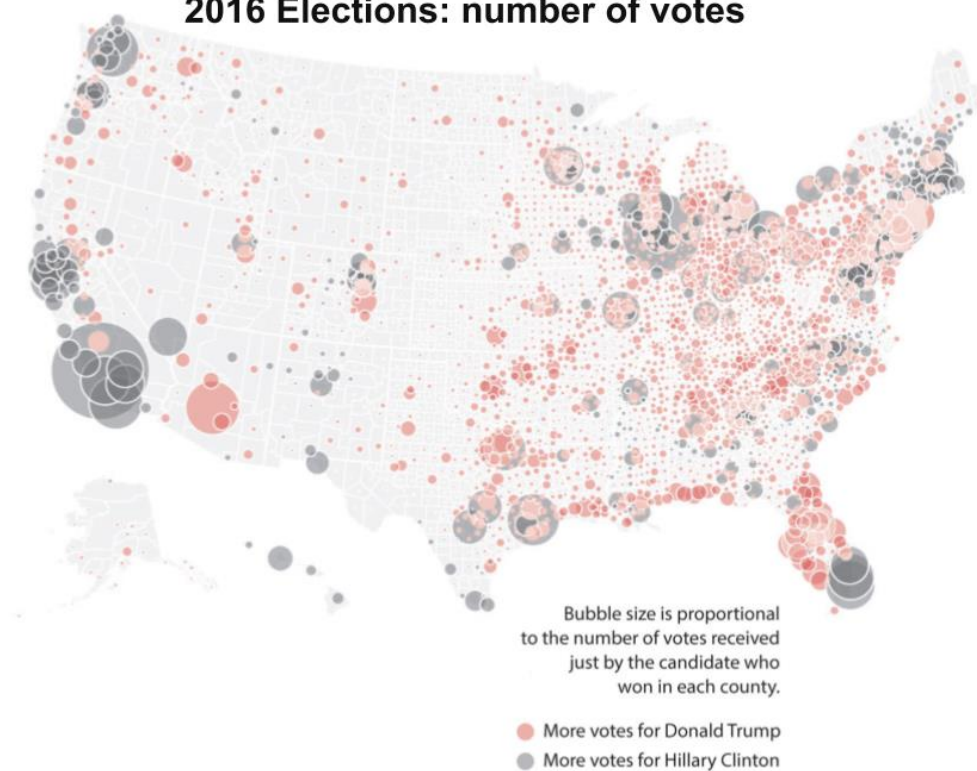 2016 Elections: number of votes
Bubble size is proportional
to the number of votes received
just by the candidate who
won in each county.
More votes for Donald Trump
More votes for Hillary Clinton